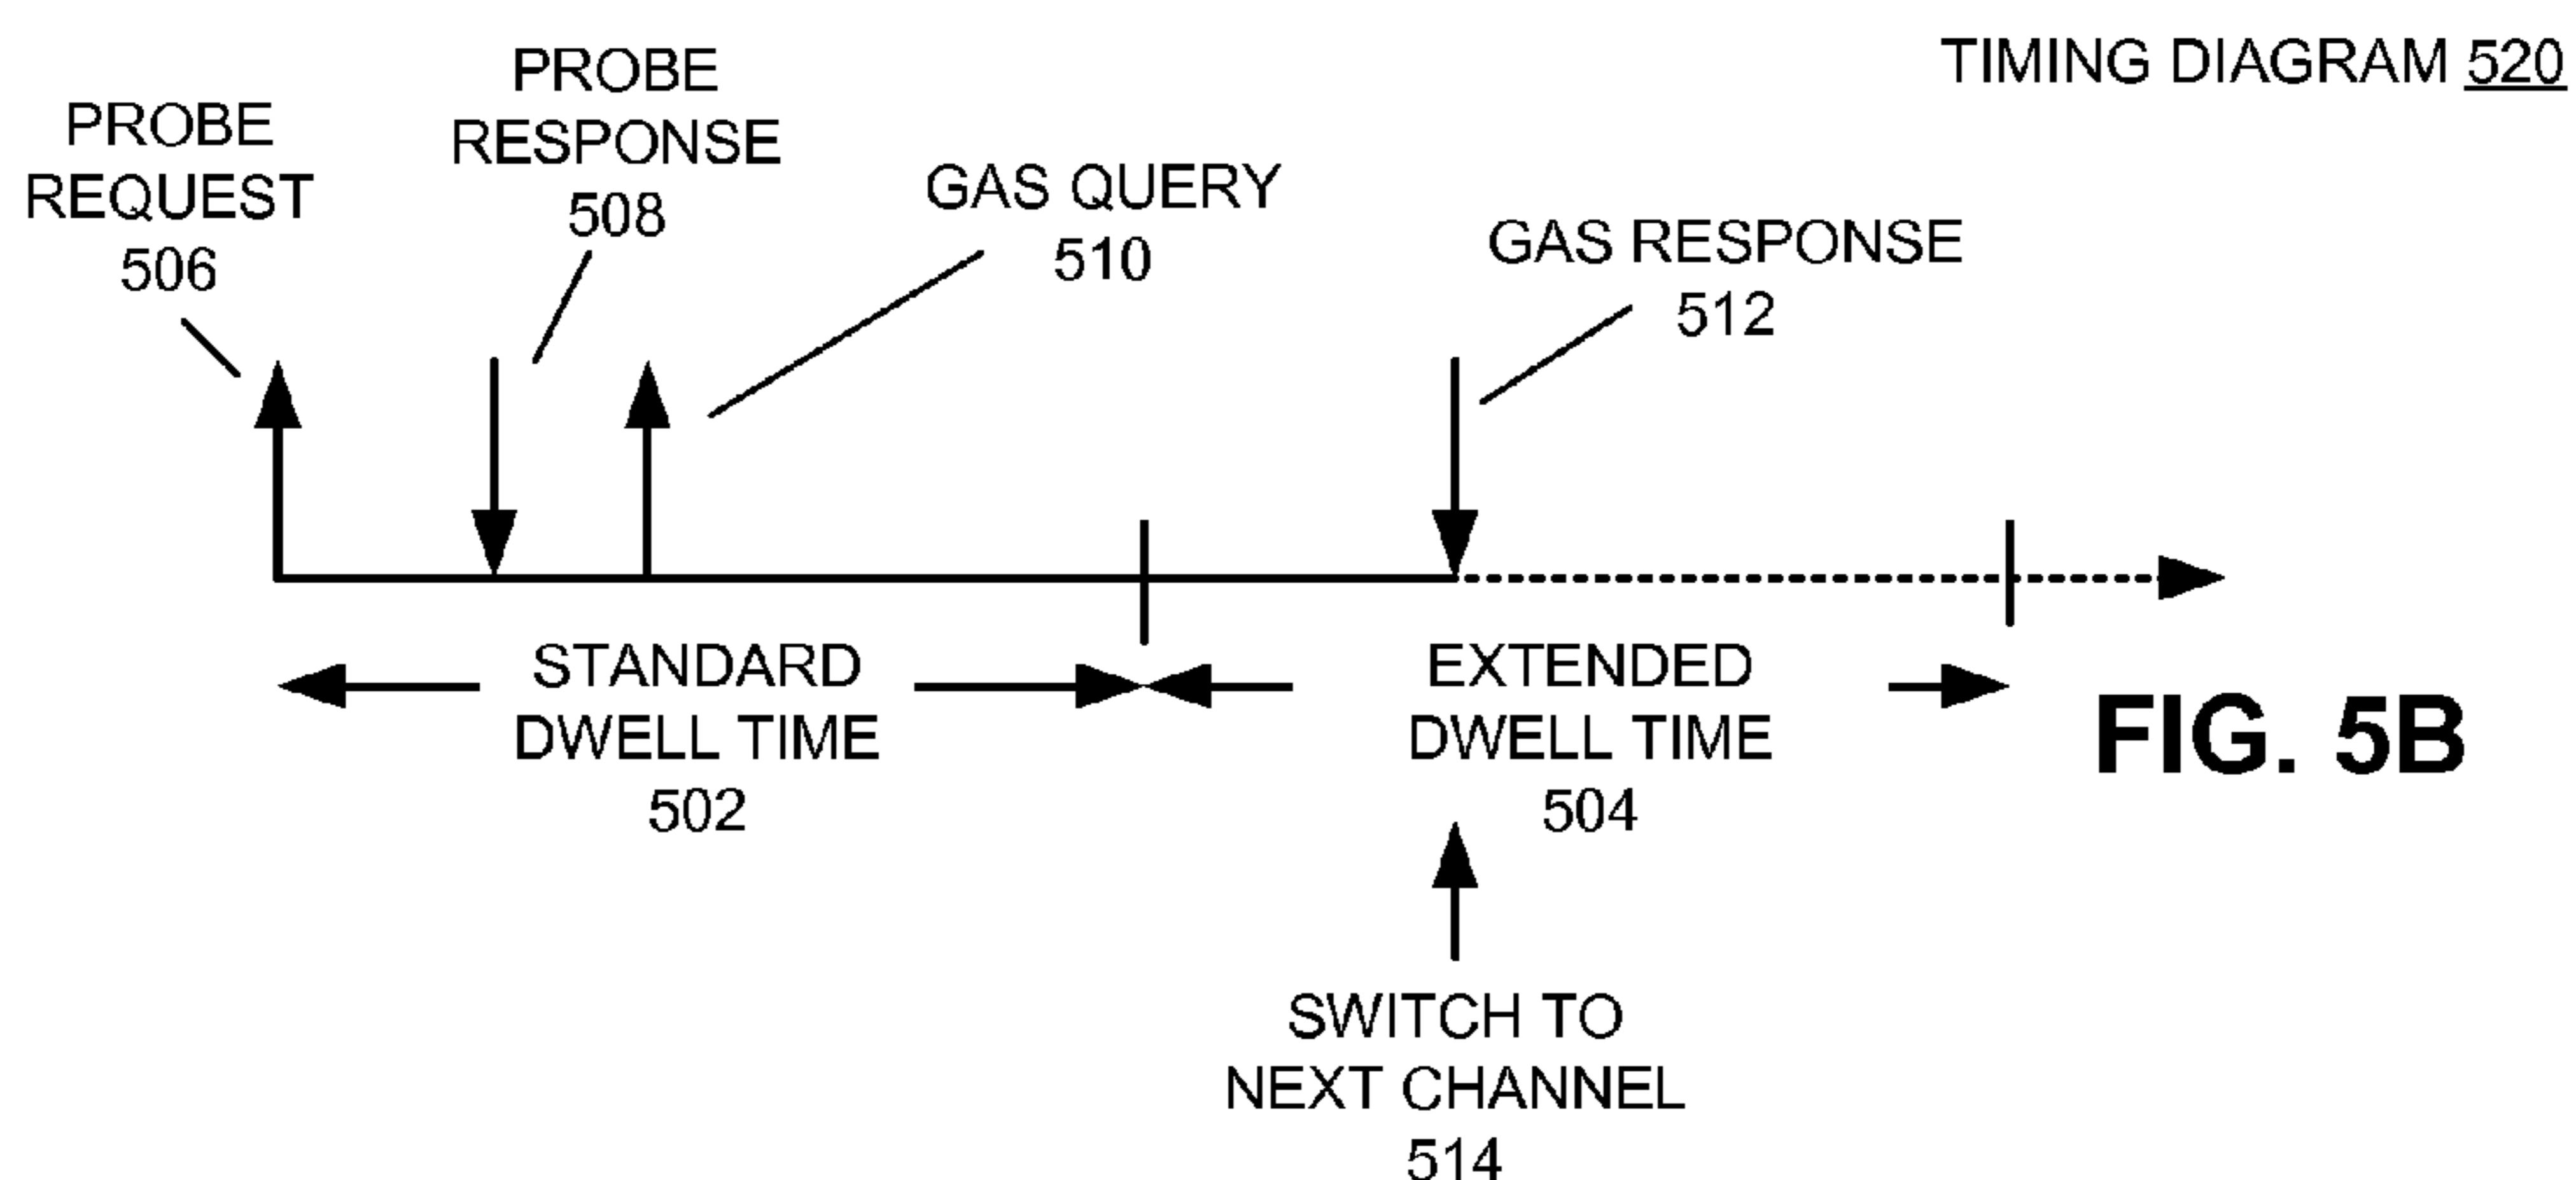 TIMING DIAGRAM 520
PROBE
REQUEST
506
PROBE
RESPONSE
508
GAS QUERY
510
GAS RESPONSE
512
STANDARD
DWELL TIME
502
EXTENDED
DWELL TIME
504
FIG. 5B
SWITCH TO
NEXT CHANNEL
514